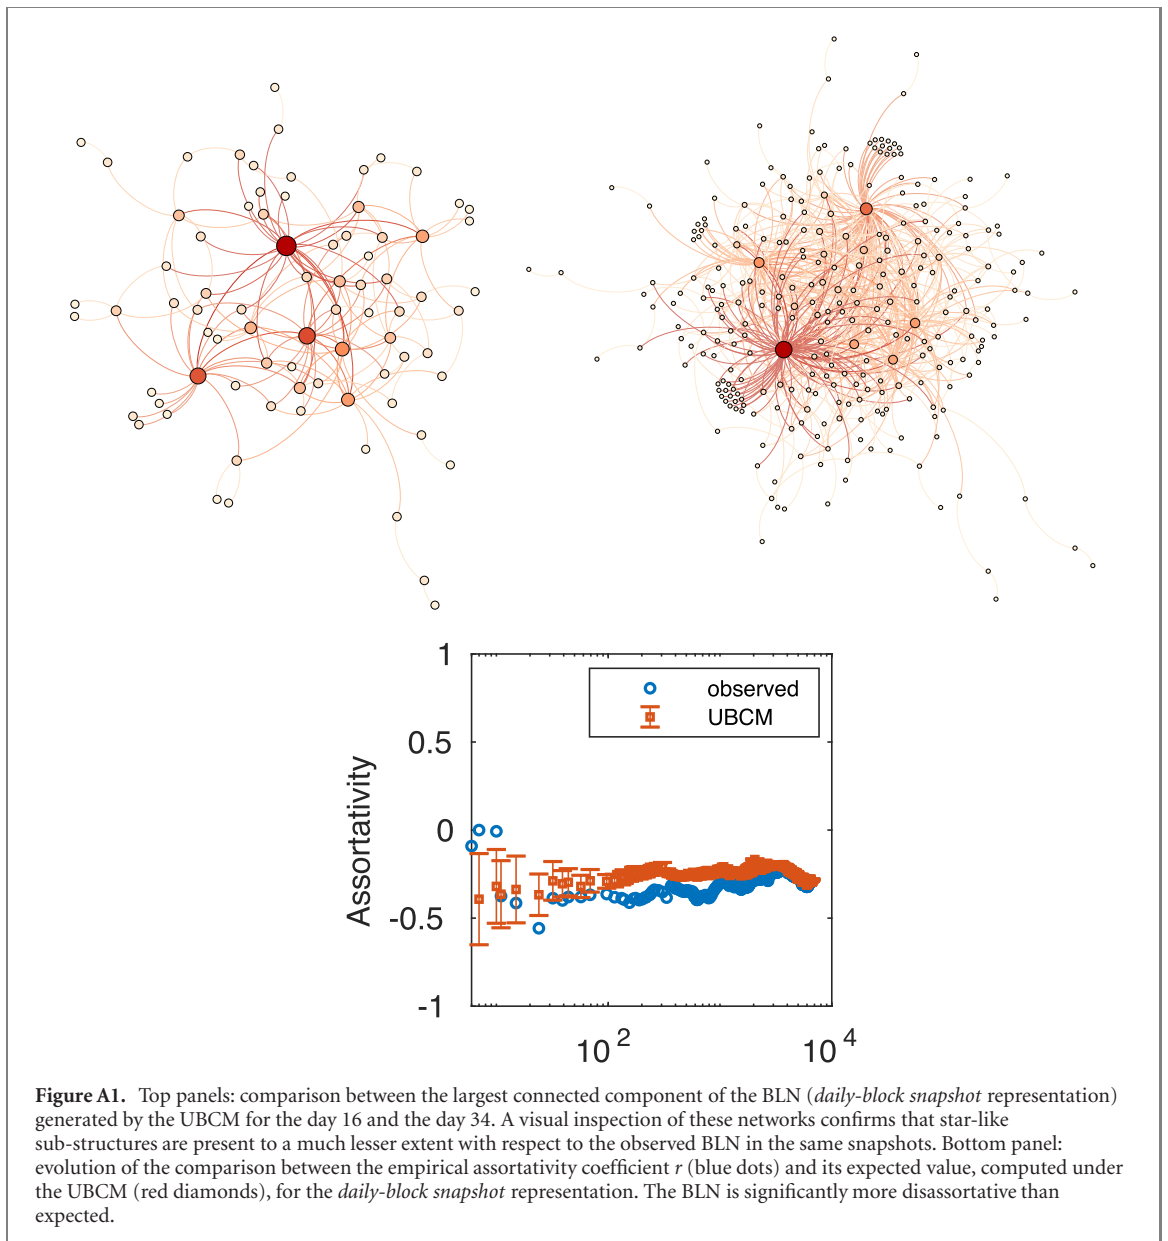 1
0.5
0
-0.5
-1
Assortativity
observed
UBCM
10 2
10 4
Figure A1. Top panels: comparison between the largest connected component of the BLN (daily-block snapshot representation)
generated by the UBCM for the day 16 and the day 34. A visual inspection of these networks confirms that star-like
sub-structures are present to a much lesser extent with respect to the observed BLN in the same snapshots. Bottom panel:
evolution of the comparison between the empirical assortativity coefficient r (blue dots) and its expected value, computed under
the UBCM (red diamonds), for the daily-block snapshot representation. The BLN is significantly more disassortative than
expected.